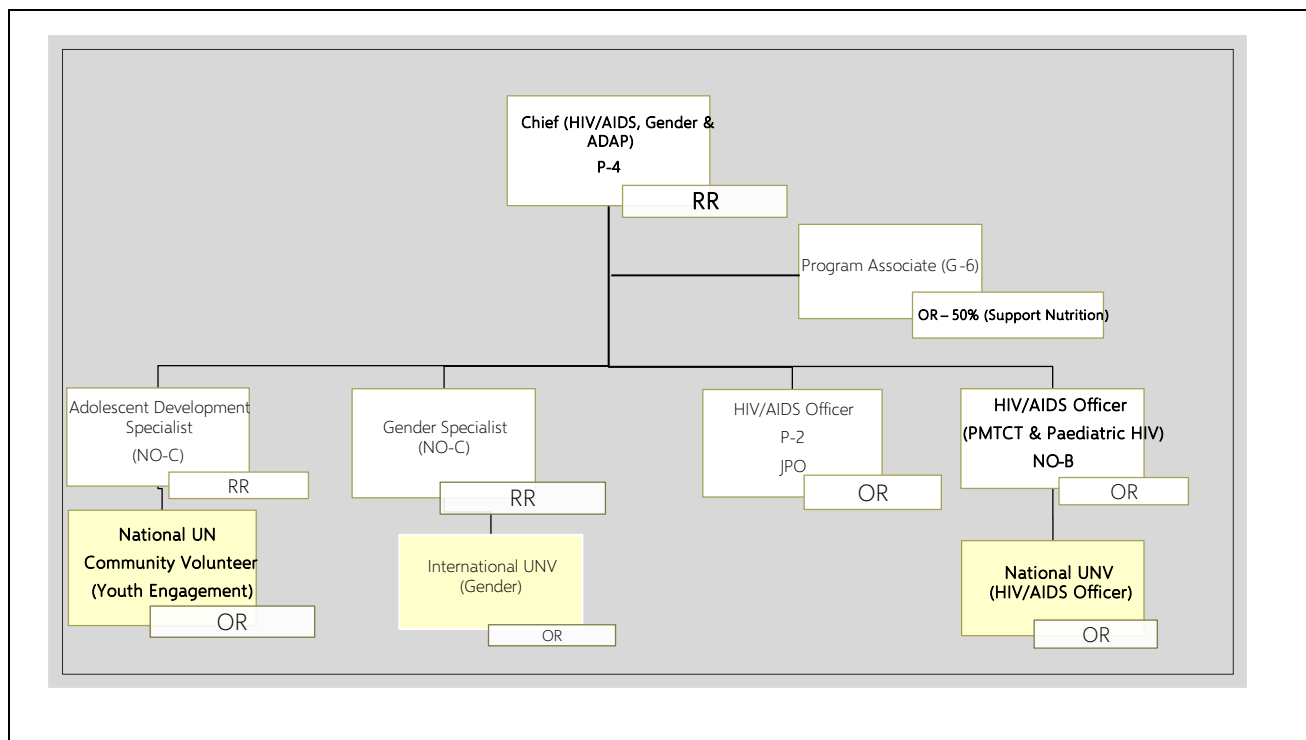 Chief (HIV/AIDS, Gender &
ADAP)
P-4
RR
Program Associate (G-6)
OR – 50% (Support Nutrition)
Adolescent Development
Specialist
(NO-C)
RR
Gender Specialist
(NO-C)
RR
HIV/AIDS Officer
P-2
JPO
OR
HIV/AIDS Officer
(PMTCT & Paediatric HIV)
NO-B
OR
National UN
Community Volunteer
(Youth Engagement)
OR
International UNV
(Gender)
OR
National UNV
(HIV/AIDS Officer)
OR